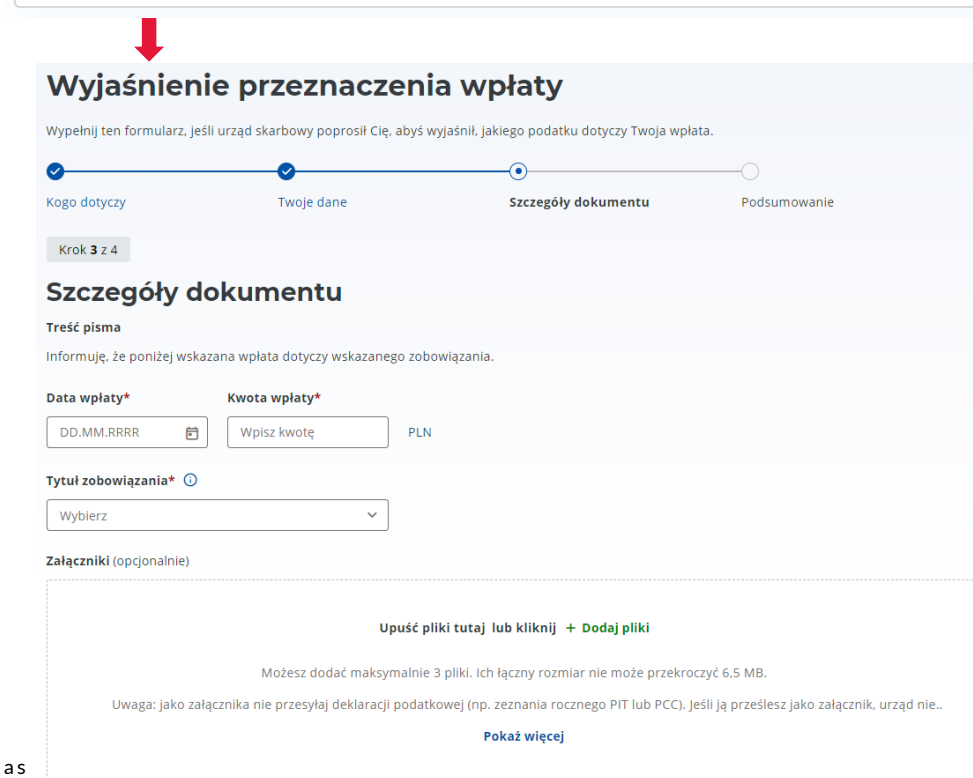 Wyjaśnienie przeznaczenia wpłaty
Wypełnij ten formularz, jeśli urząd skarbowy poprosił Cię, abyś wyjaśnił, jakiego podatku dotyczy Twoja wpłata.
Kogo dotyczy Twoje dane Szczegóły dokumentu Podsumowanie
Krok 3 z 4
Szczegóły dokumentu
Treść pisma
Informuję, że poniżej wskazana wpłata dotyczy wskazanego zobowiązania.
Data wpłaty* Kwota wpłaty*
DD.MM.RRRR Wpisz kwotę PLN
Tytuł zobowiązania*
Wybierz
Załączniki (opcjonalnie)
Upuść pliki tutaj lub kliknij + Dodaj pliki
Możesz dodać maksymalnie 3 pliki. Ich łączny rozmiar nie może przekroczyć 6,5 MB.
Uwaga: jako załącznika nie przesyłaj deklaracji podatkowej (np. zeznania rocznego PIT lub PCC). Jeśli ją prześlesz jako załącznik, urząd nie..
Pokaż więcej
as